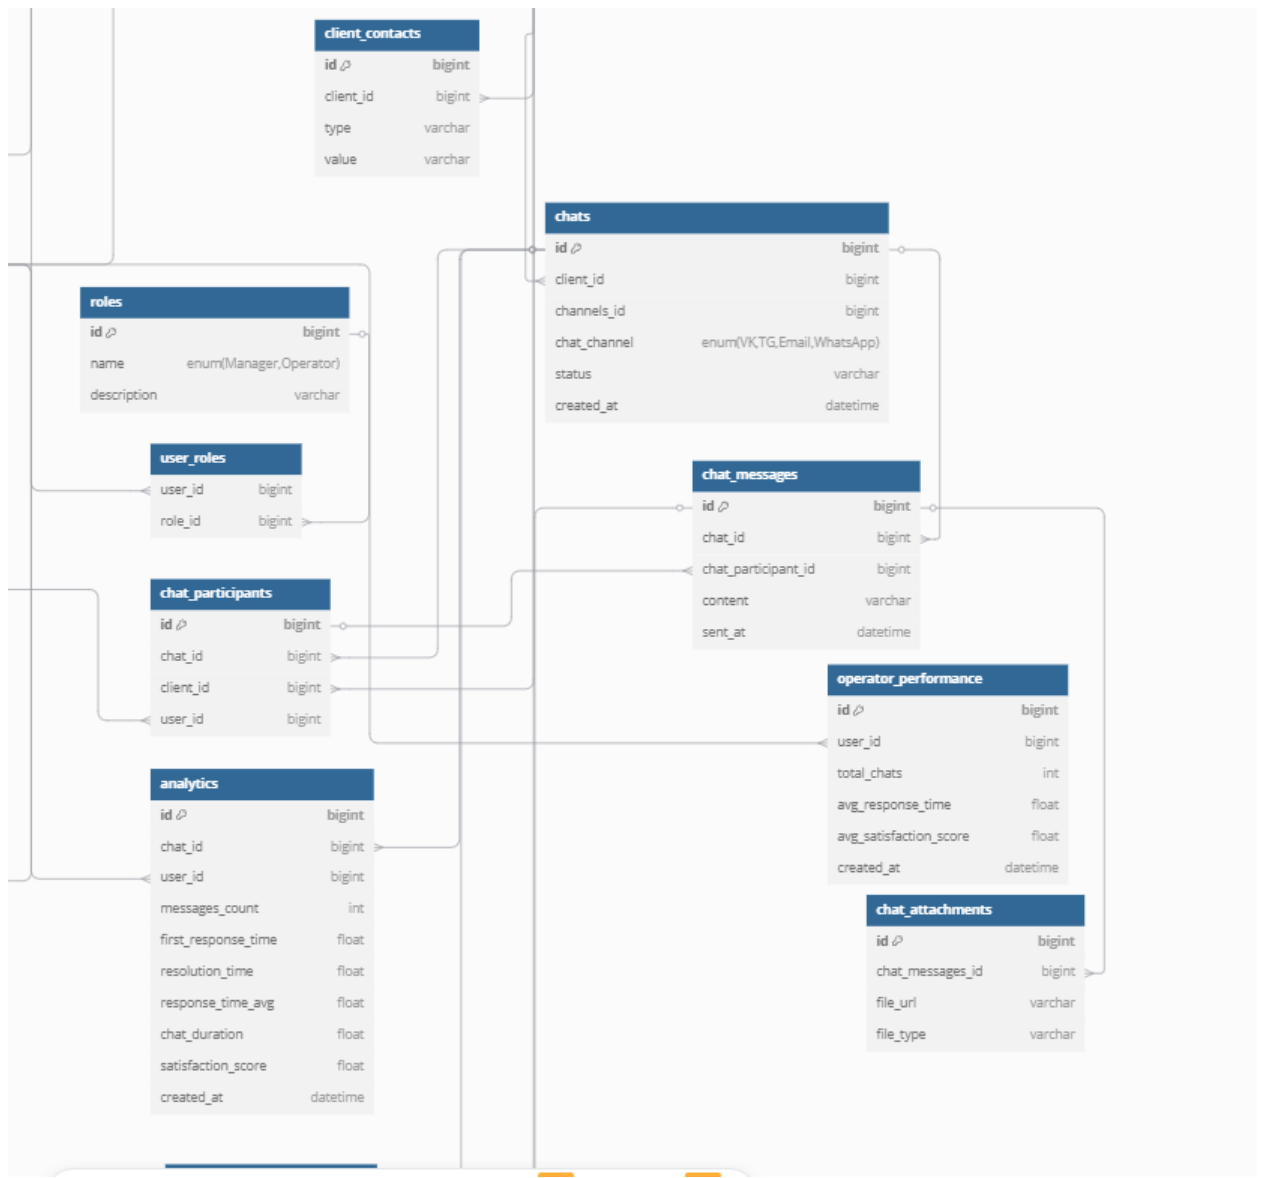 client_contacts
id bigint
client_id bigint
type varchar
value varchar
chats
id bigint
client_id bigint
channels_id bigint
chat_channel enum(VK,TG,Email,WhatsApp)
status varchar
created_at datetime
roles
id bigint
name enum(Manager,Operator)
description varchar
user_roles
user_id bigint
role_id bigint
chat_messages
id bigint
chat_id bigint
chat_participant_id bigint
content varchar
sent_at datetime
chat_participants
id bigint
chat_id bigint
client_id bigint
user_id bigint
operator_performance
id bigint
user_id bigint
total_chats int
avg_response_time float
avg_satisfaction_score float
created_at datetime
analytics
id bigint
chat_id bigint
user_id bigint
messages_count int
first_response_time float
resolution_time float
response_time_avg float
chat_duration float
satisfaction_score float
created_at datetime
chat_attachments
id bigint
chat_messages_id bigint
file_url varchar
file_type varchar